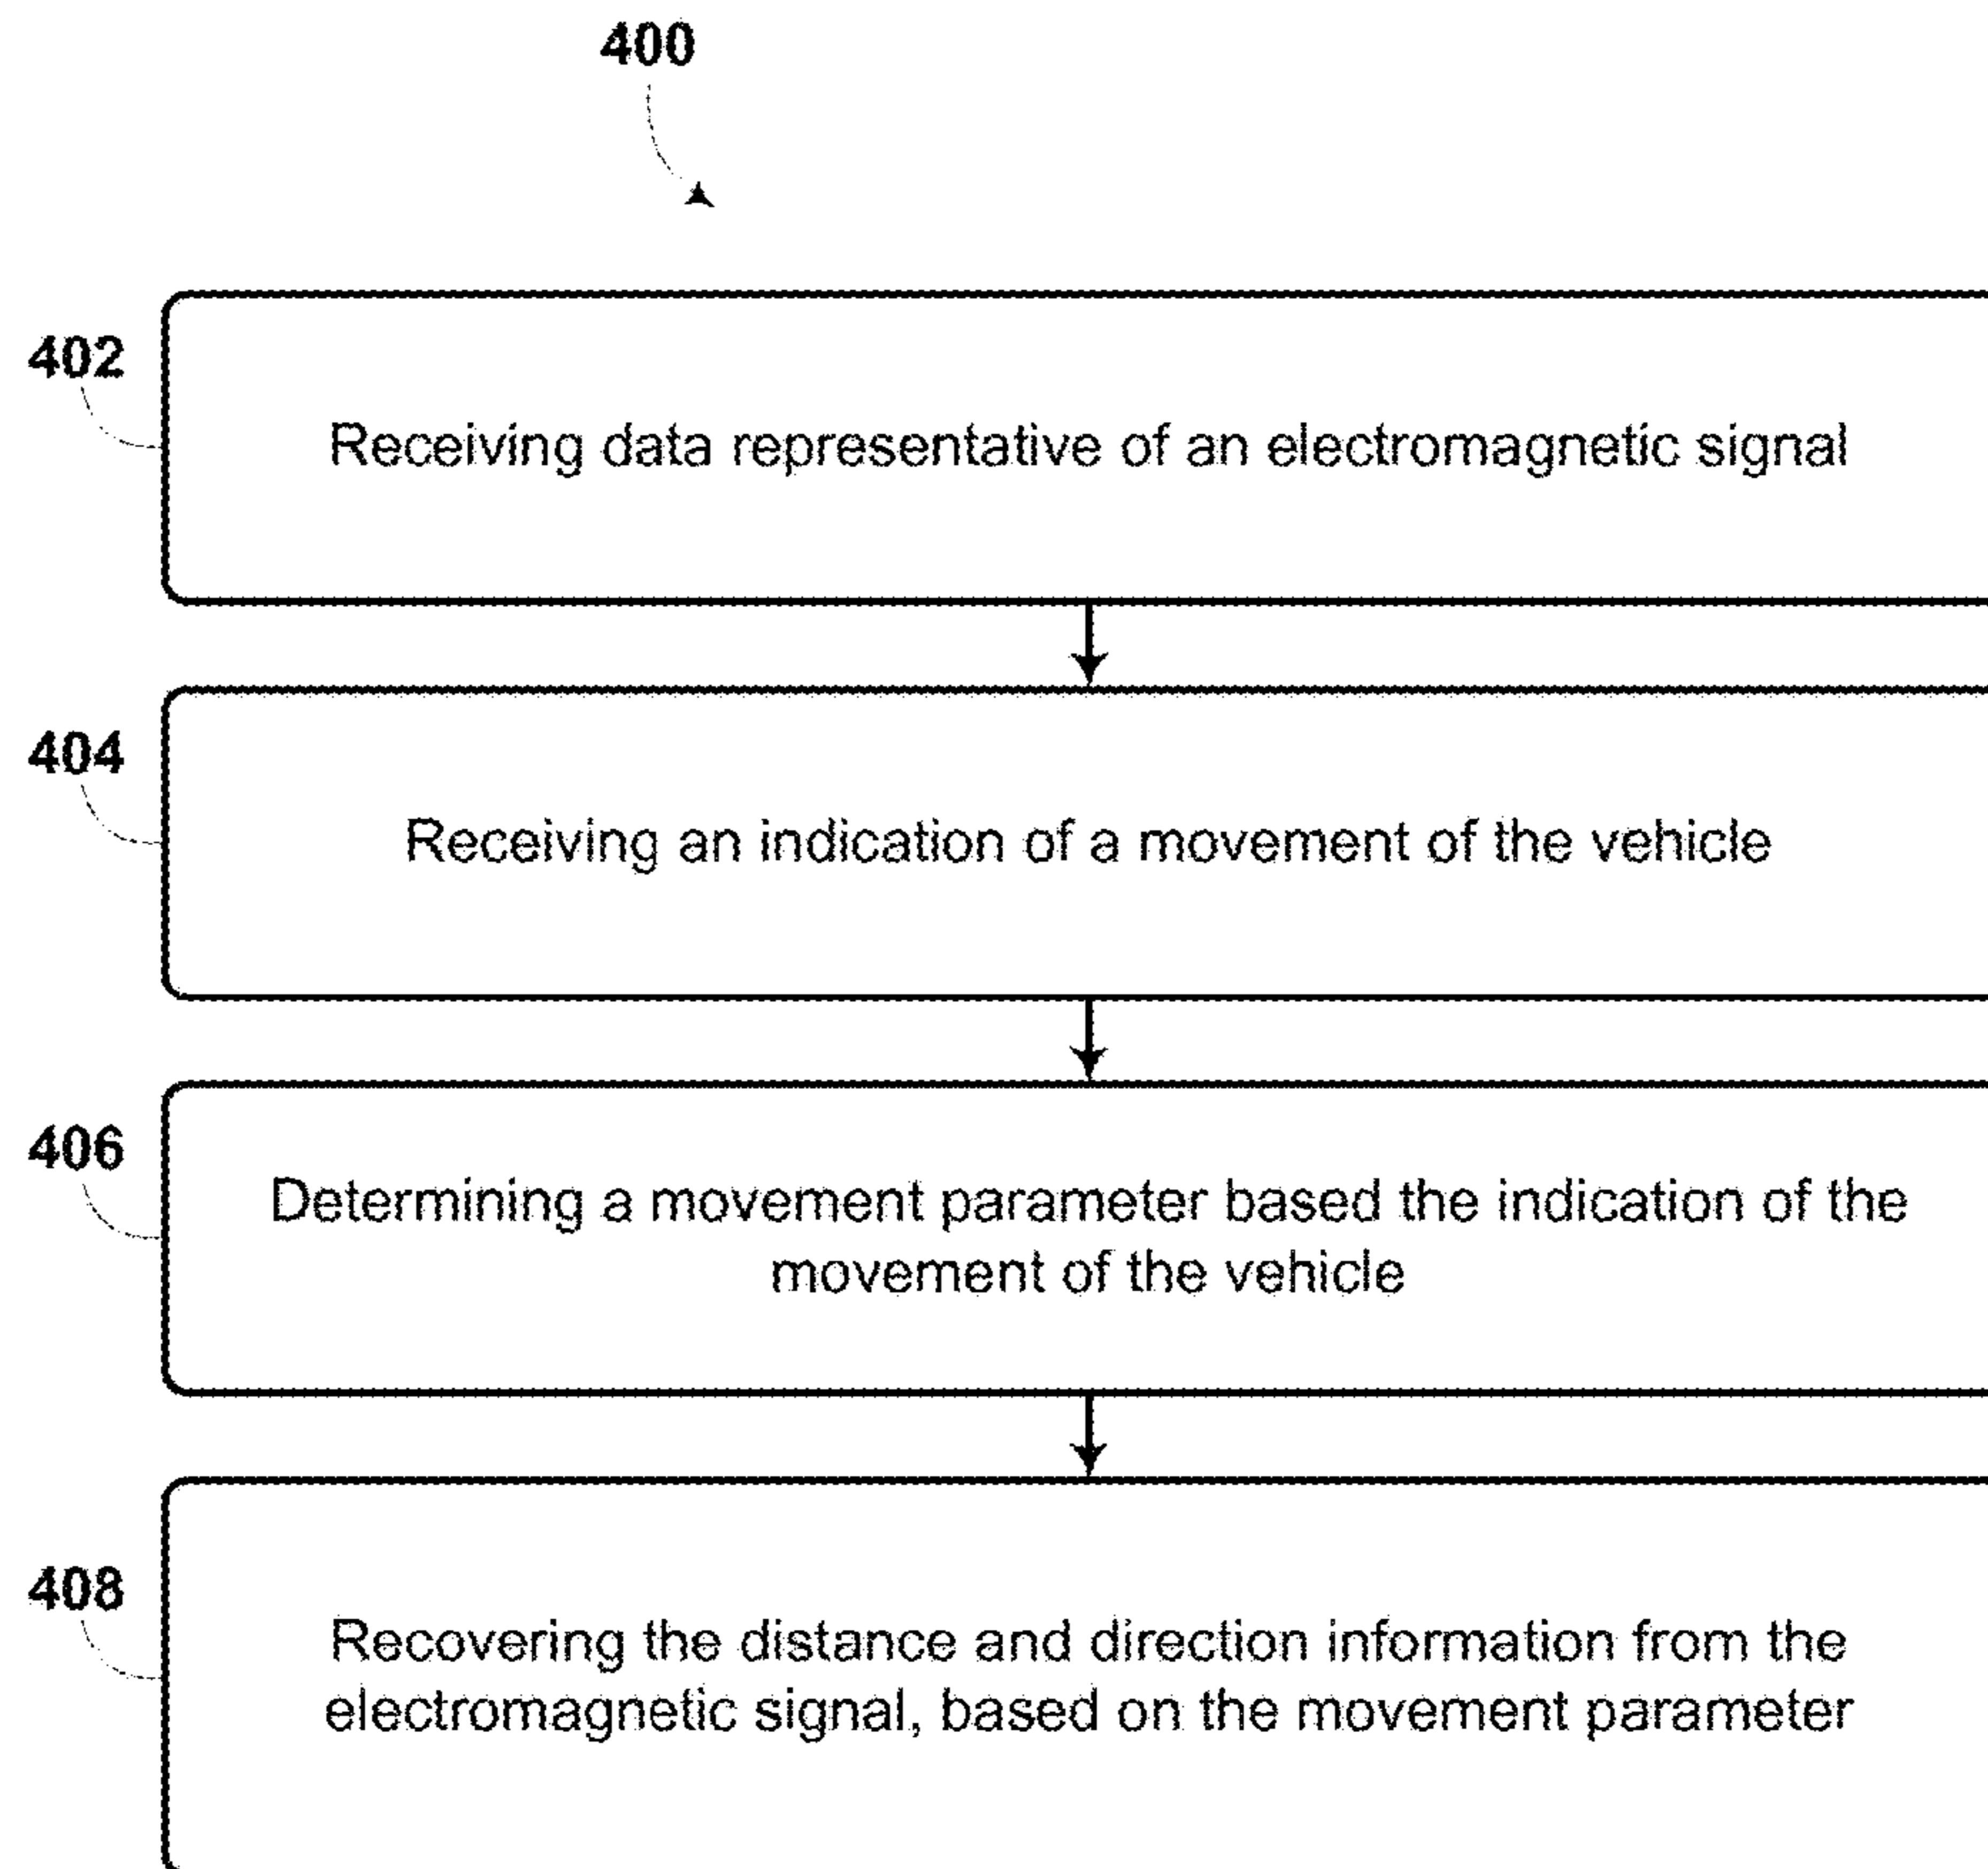 400
402
Receiving data representative of an electromagnetic signal
404
Receiving an indication of a movement of the vehicle
406
Determining a movement parameter based the indication of the
movement of the vehicle
408
Recovering the distance and direction information from the
electromagnetic signal, based on the movement parameter